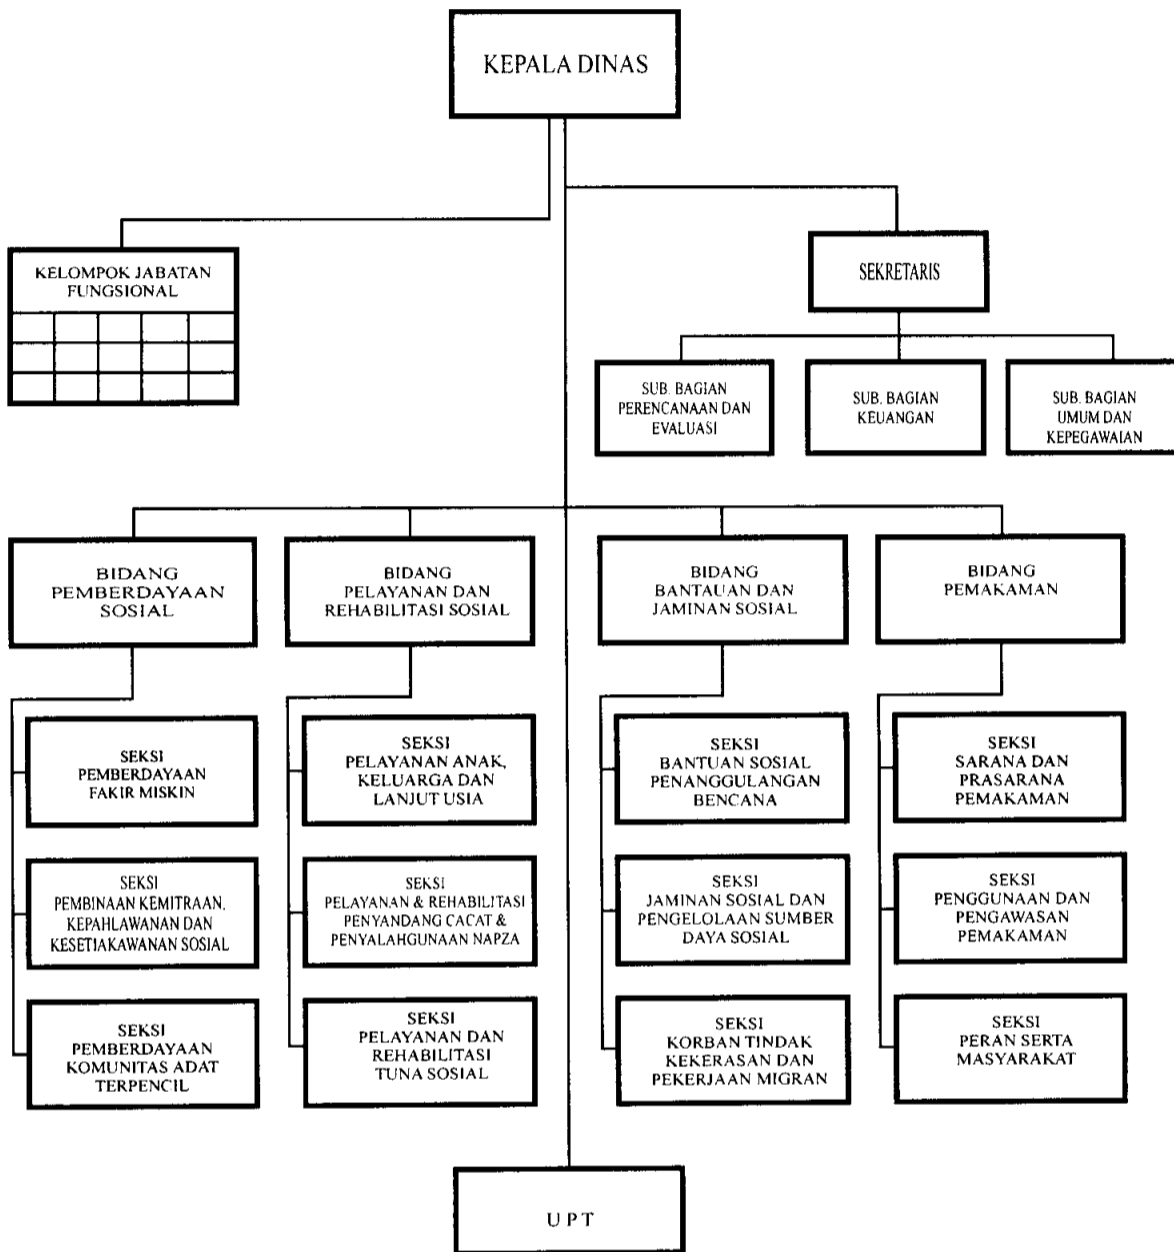 KEPALA DINAS
KELOMPOK JABATAN
FUNGSIONAL
SEKRETARIS
SUB. BAGIAN
PERENCANAAN DAN
EVALUASI
SUB. BAGIAN
KEUANGAN
SUB. BAGIAN
UMUM DAN
KEPEGAWAIAN
BIDANG
PEMBERDAYAAN
SOSIAL
BIDANG
PELAYANAN DAN
REHABILITASI SOSIAL
BIDANG
BANTAUAN DAN
JAMINAN SOSIAL
BIDANG
PEMAKAMAN
SEKSI
PEMBERDAYAAN
FAKIR MISKIN
SEKSI
PELAYANAN ANAK,
KELUARGA DAN
LANJUT USIA
SEKSI
BANTUAN SOSIAL
PENANGGULANGAN
BENCANA
SEKSI
SARANA DAN
PRASARANA
PEMAKAMAN
SEKSI
PEMBINAAN KEMITRAAN,
KEPAHLAWANAN DAN
KESETIAKAWANAN SOSIAL
SEKSI
PELAYANAN & REHABILITASI
PENYANDANG CACAT &
PENYALAHGUNAAN NAPZA
SEKSI
JAMINAN SOSIAL DAN
PENGELOLAAN SUMBER
DAYA SOSIAL
SEKSI
PENGGUNAAN DAN
PENGAWASAN
PEMAKAMAN
SEKSI
PEMBERDAYAAN
KOMUNITAS ADAT
TERPENCIL
SEKSI
PELAYANAN DAN
REHABILITASI
TUNA SOSIAL
SEKSI
KORBAN TINDAK
KEKERASAN DAN
PEKERJAAN MIGRAN
SEKSI
PERAN SERTA
MASYARAKAT
U P T